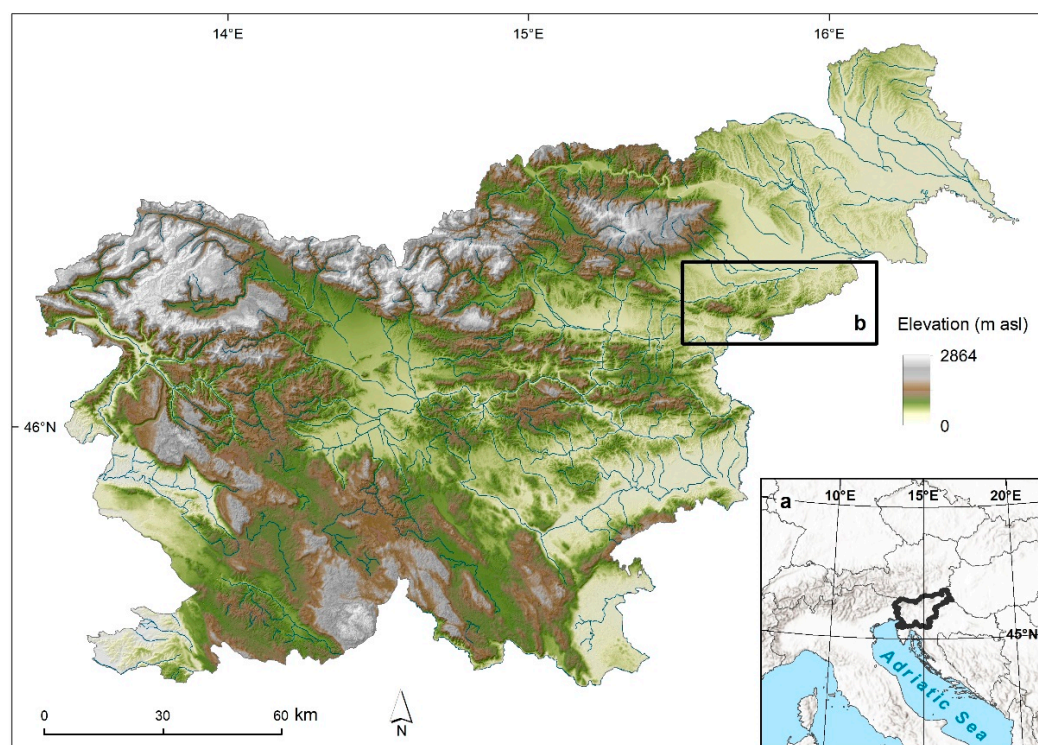 14°E
15°E
16°E
b
Elevation (m asl)
2864
0
46°N
a
10°E
15°E
20°E
45°N
Adriatic Sea
0
30
60 km
N